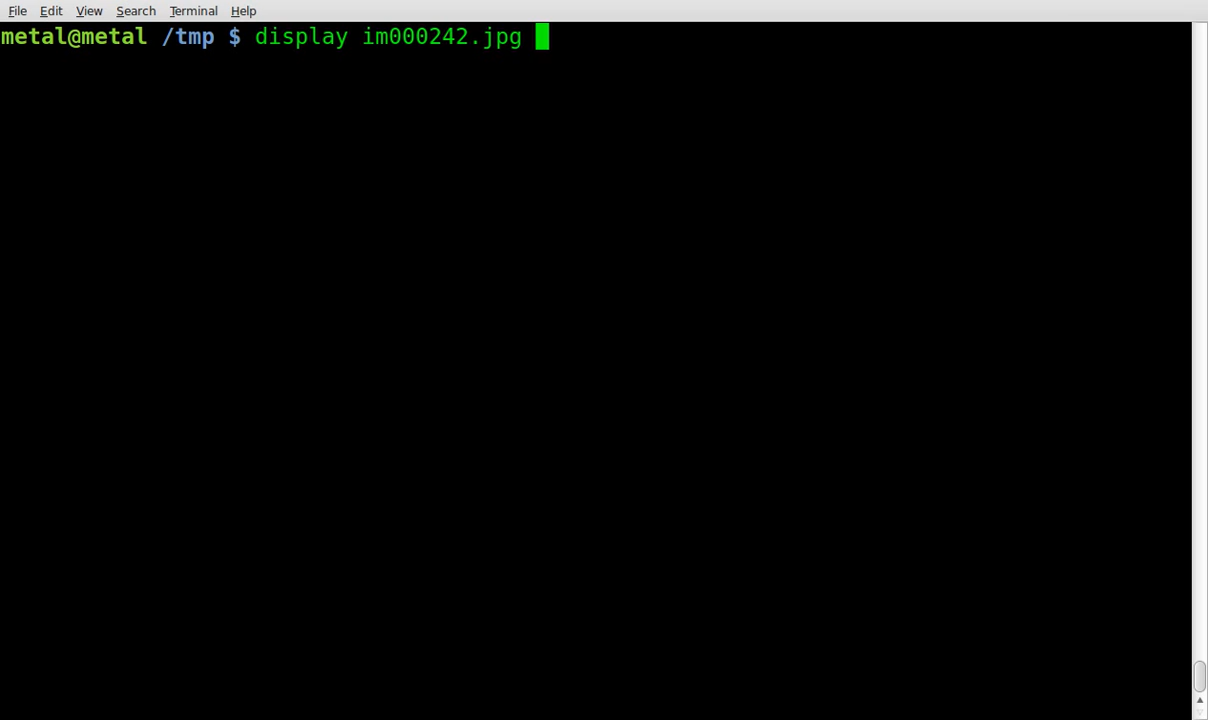 File Edit View Search Terminal Help
metal@metal /tmp $ display im000242.jpg